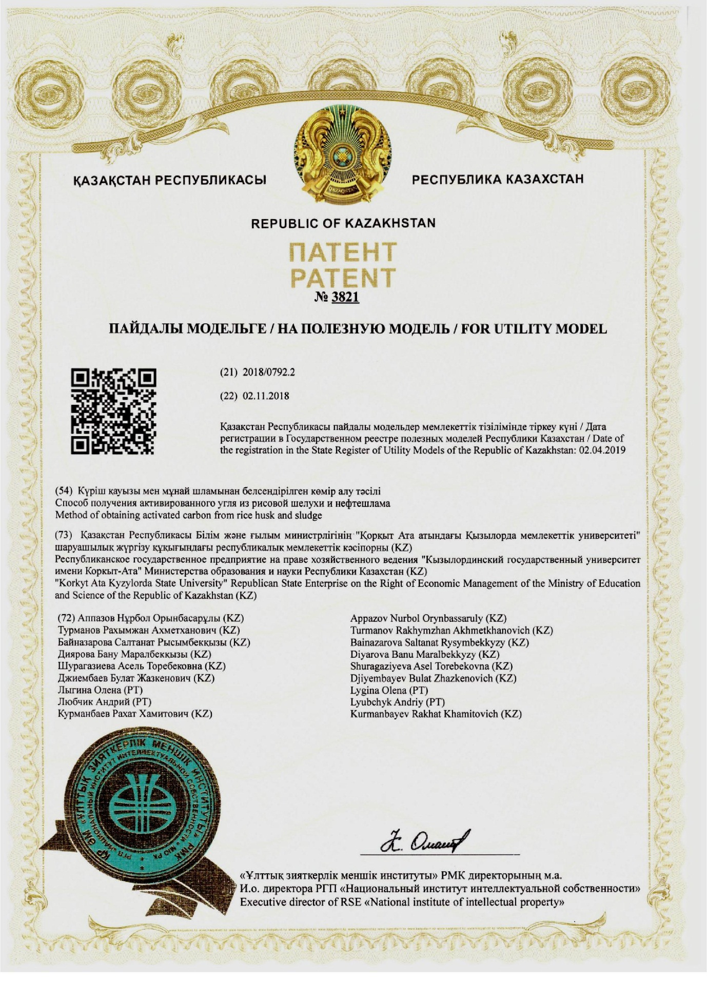 ҚАЗАҚСТАН РЕСПУБЛИКАСЫ
РЕСПУБЛИКА КАЗАХСТАН
QAZAQSTAN
REPUBLIC OF KAZAKHSTAN
ПАТЕНТ
PATENT
№ 3821
ПАЙДАЛЫ МОДЕЛЬГЕ / НА ПОЛЕЗНУЮ МОДЕЛЬ / FOR UTILITY MODEL
(21) 2018/0792.2
(22) 02.11.2018
Қазақстан Республикасы пайдалы модельдер мемлекеттік тізілімінде тіркеу күні / Дата
регистрации в Государственном реестре полезных моделей Республики Казахстан / Date of
the registration in the State Register of Utility Models of the Republic of Kazakhstan: 02.04.2019
(54) Күріш қауызы мен мұнай шламынан белсендірілген көмір алу тәсілі
Способ получения активированного угля из рисовой шелухи и нефтешлама
Method of obtaining activated carbon from rice husk and sludge
(73) Қазақстан Республикасы Білім және ғылым министрлігінің "Қорқыт Ата атындағы Қызылорда мемлекеттік университеті"
шаруашылық жүргізу құқығындағы республикалық мемлекеттік кәсіпорны (KZ)
Республиканское государственное предприятие на праве хозяйственного ведения "Кызылординский государственный университет
имени Коркыт-Ата" Министерства образования и науки Республики Казахстан (KZ)
"Korkyt Ata Kyzylorda State University" Republican State Enterprise on the Right of Economic Management of the Ministry of Education
and Science of the Republic of Kazakhstan (KZ)
(72) Аппазов Нұрбол Орынбасарұлы (KZ)
Турманов Рахымжан Ахметханович (KZ)
Байназарова Салтанат Рысымбекқызы (KZ)
Диярова Бану Маралбекқызы (KZ)
Шурагазиева Асель Торебековна (KZ)
Джиембаев Булат Жазкенович (KZ)
Лыгина Олена (PT)
Любчик Андрий (PT)
Курманбаев Рахат Хамитович (KZ)
Appazov Nurbol Orynbassaruly (KZ)
Turmanov Rakhymzhan Akhmetkhanovich (KZ)
Bainazarova Saltanat Rysymbekkyzy (KZ)
Diyarova Banu Maralbekkyzy (KZ)
Shuragaziyeva Asel Torebekovna (KZ)
Djiyembayev Bulat Zhazkenovich (KZ)
Lygina Olena (PT)
Lyubchyk Andriy (PT)
Kurmanbayev Rakhat Khamitovich (KZ)
ҚР ӘМ «ҰЛТТЫҚ ЗИЯТКЕРЛІК МЕНШІК ИНСТИТУТЫ» РМК
РГП «НАЦИОНАЛЬНЫЙ ИНСТИТУТ ИНТЕЛЛЕКТУАЛЬНОЙ СОБСТВЕННОСТИ» МЮ РК
«Ұлттық зияткерлік меншік институты» РМК директорының м.а.
И.о. директора РГП «Национальный институт интеллектуальной собственности»
Executive director of RSE «National institute of intellectual property»